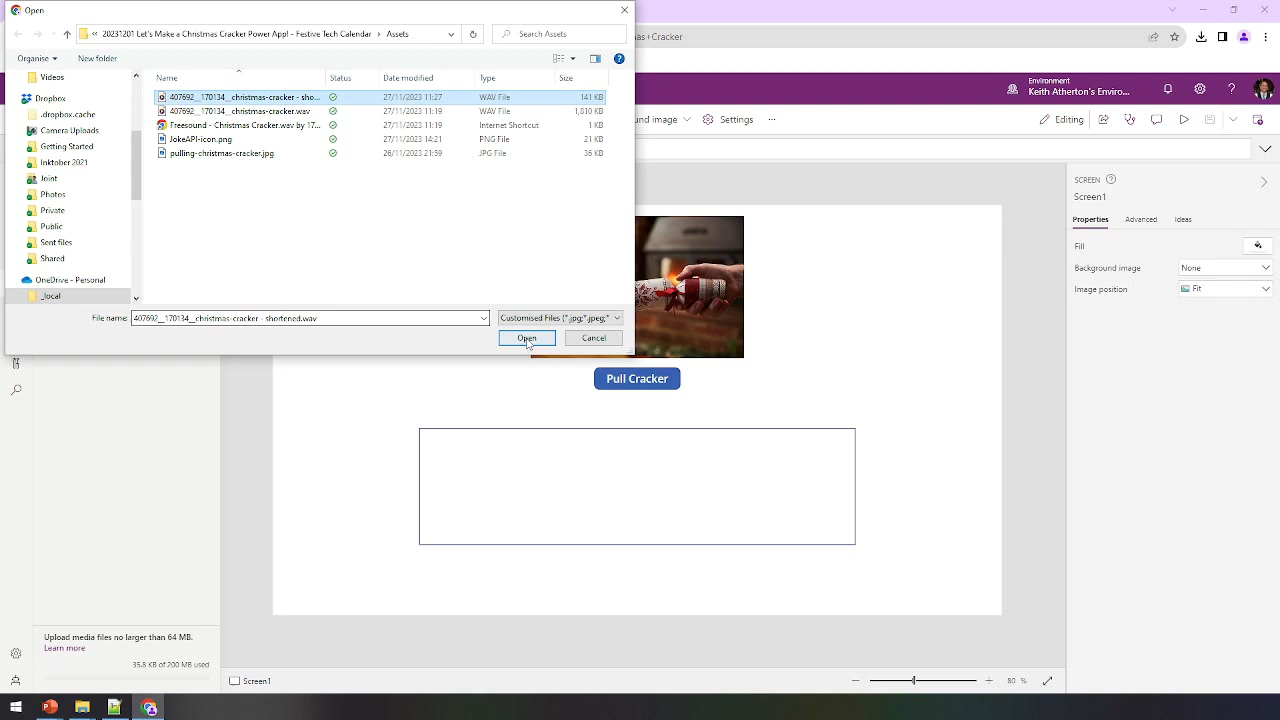 Open
20231201 Let's Make a Christmas Cracker Power App! - Festive Tech Calendar
Assets
Search Assets
s+Cracker
Organise
New folder
Environment
Keith Atherton's Enviro...
Videos
Dropbox
.dropbox.cache
Camera Uploads
Getting Started
Inktober 2021
Joint
Photos
Private
Public
Sent files
Shared
OneDrive - Personal
_local
Name
Status
Date modified
Type
Size
407692__170134__christmas-cracker - sho...
27/11/2023 11:27
WAV File
141 KB
407692__170134__christmas-cracker.wav
27/11/2023 11:19
WAV File
1,810 KB
Freesound - Christmas Cracker.wav by 17...
27/11/2023 11:19
Internet Shortcut
1 KB
JokeAPI-icon.png
27/11/2023 14:21
PNG File
21 KB
pulling-christmas-cracker.jpg
26/11/2023 21:59
JPG File
36 KB
File name:
407692__170134__christmas-cracker - shortened.wav
Customised Files (*.jpg;*.jpeg;*
Open
Cancel
und image
Settings
...
Editing
SCREEN
Screen1
Properties
Advanced
Ideas
Fill
Background image
None
Image position
Fit
Pull Cracker
Upload media files no larger than 64 MB.
Learn more
35.8 KB of 200 MB used
Screen1
80 %